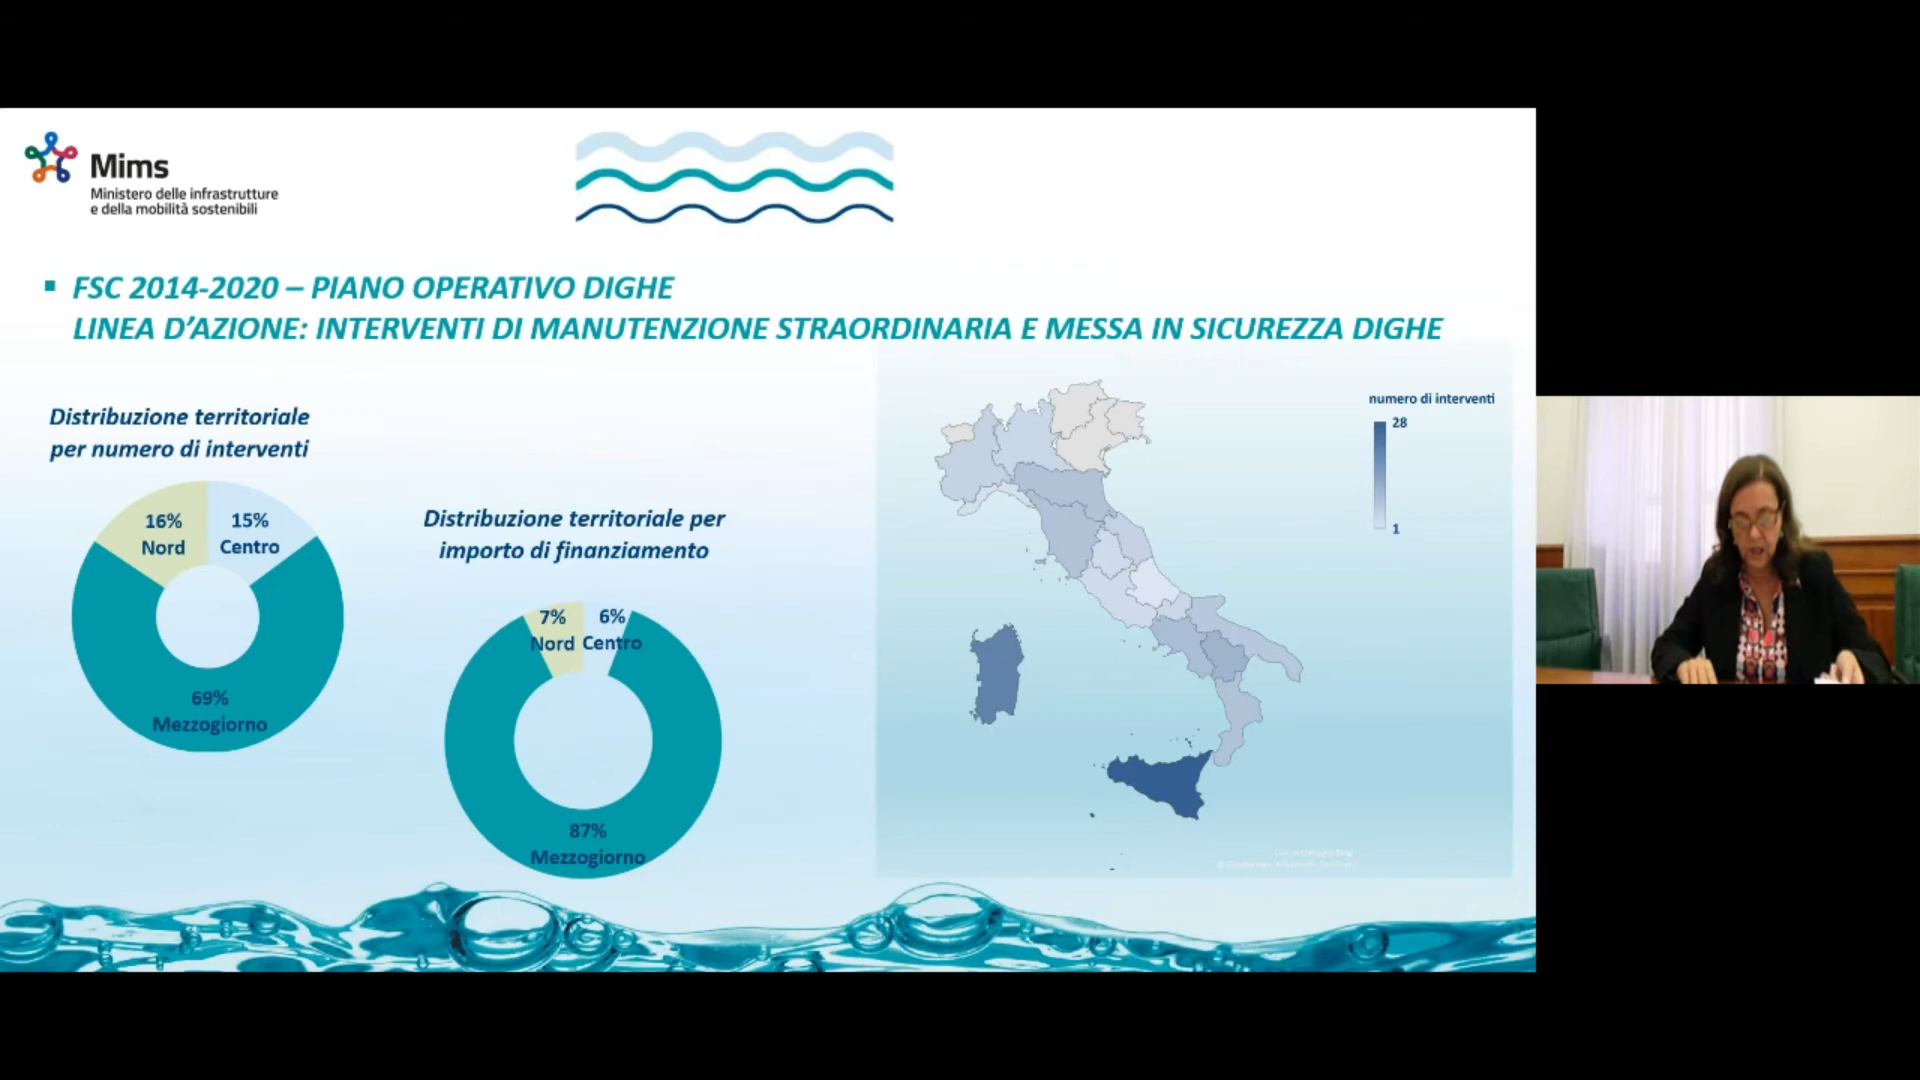 Mims
Ministero delle infrastrutture
e della mobilità sostenibili
▪ FSC 2014-2020 – PIANO OPERATIVO DIGHE
LINEA D’AZIONE: INTERVENTI DI MANUTENZIONE STRAORDINARIA E MESSA IN SICUREZZA DIGHE
Distribuzione territoriale
per numero di interventi
16%
Nord
15%
Centro
69%
Mezzogiorno
Distribuzione territoriale per
importo di finanziamento
7%
Nord
6%
Centro
87%
Mezzogiorno
numero di interventi
28
1